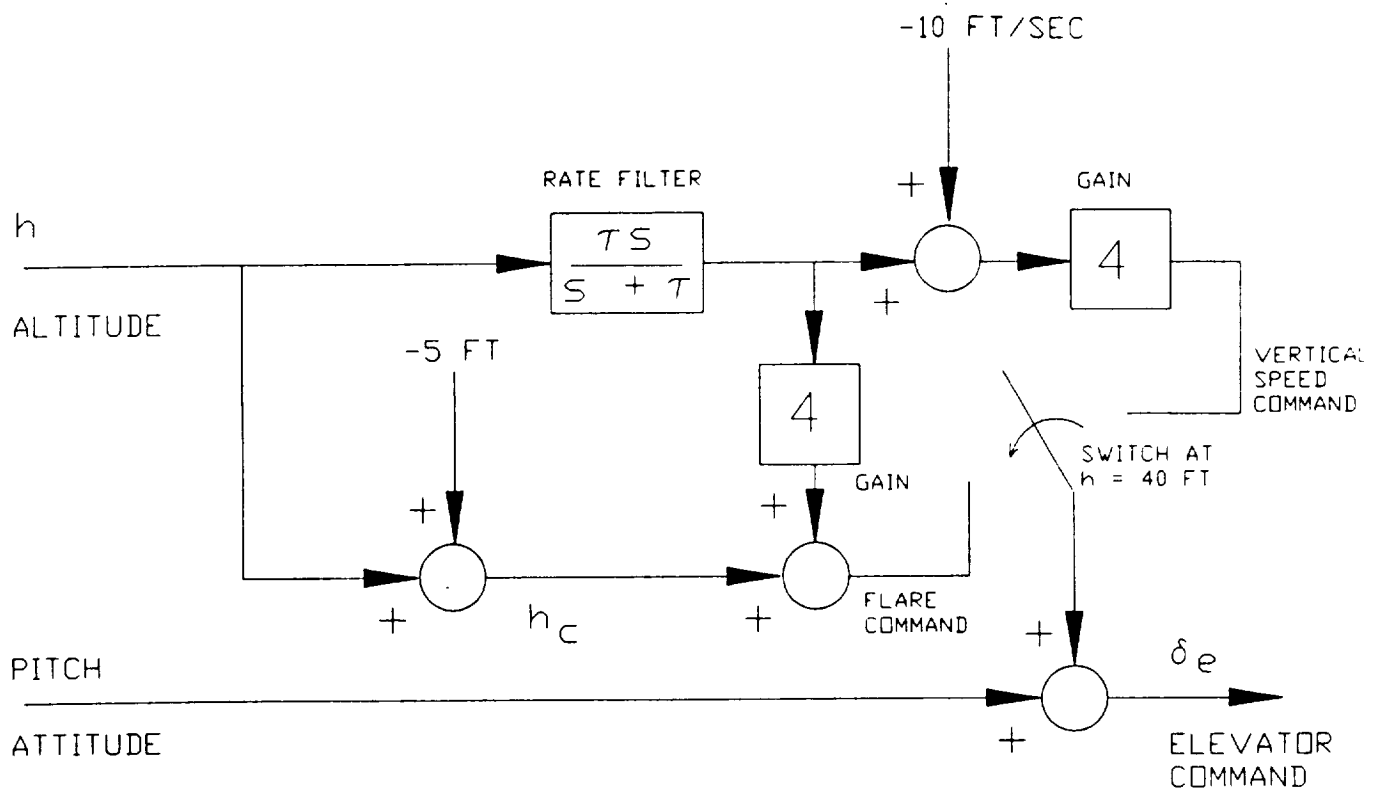 -10 FT/SEC
RATE FILTER
GAIN
+
h
τ S
S + τ
4
+
ALTITUDE
-5 FT
VERTICAL
SPEED
COMMAND
4
SWITCH AT
h = 40 FT
GAIN
+
+
+
h c
+
FLARE
COMMAND
+
PITCH
δ e
ATTITUDE
+
ELEVATOR
COMMAND